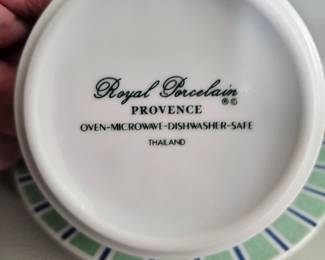 Royal Porcelain ®©
PROVENCE
OVEN-MICROWAVE-DISHWASHER-SAFE
THAILAND